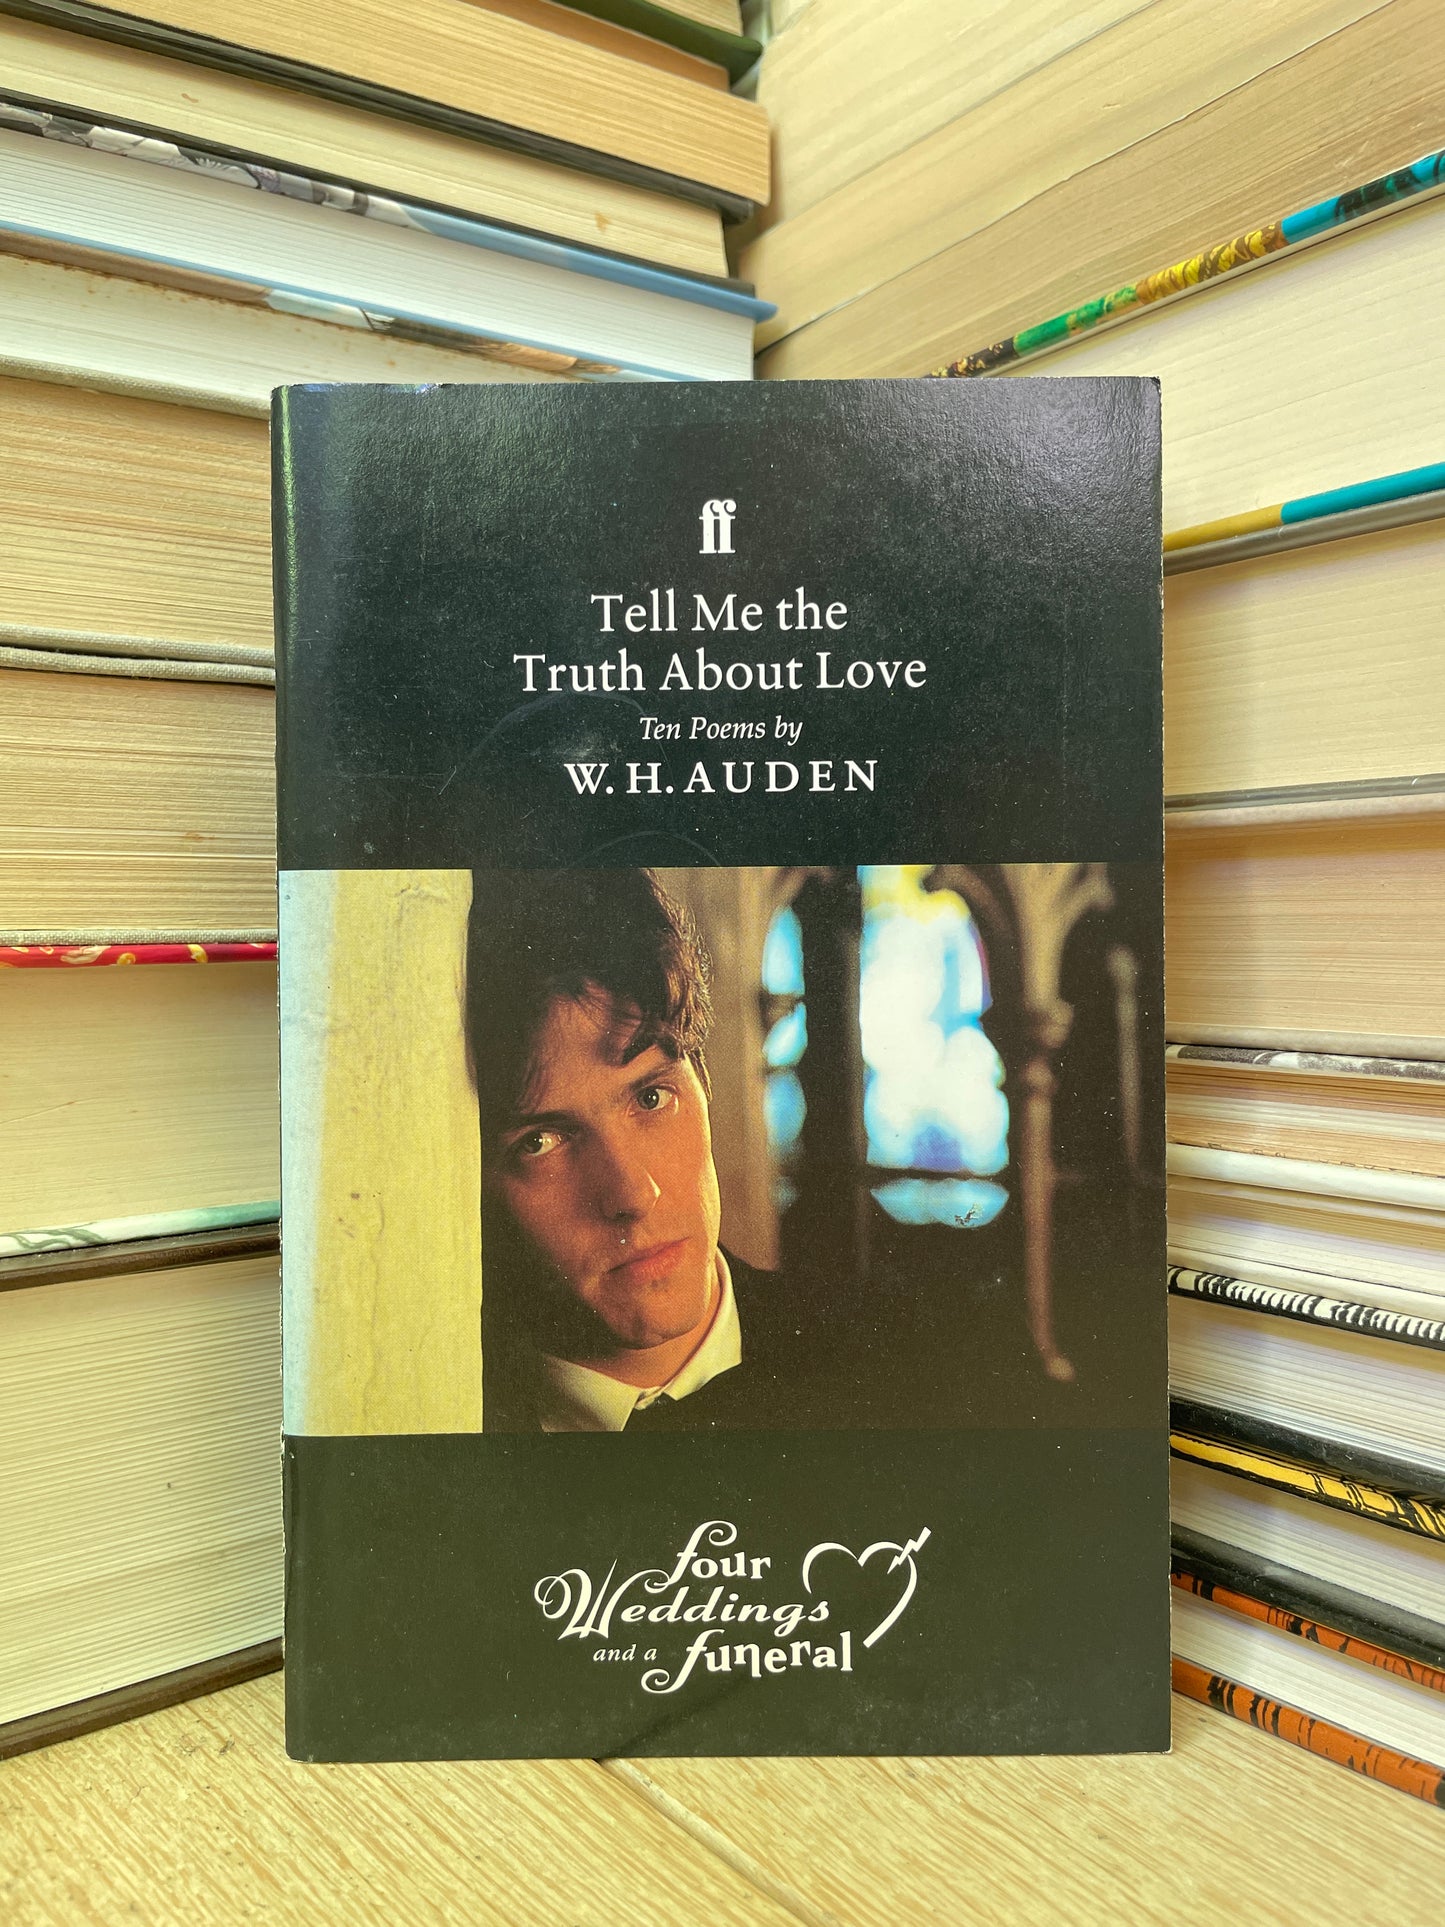 ff
Tell Me the
Truth About Love
Ten Poems by
W. H. AUDEN
four
Weddings
and a funeral